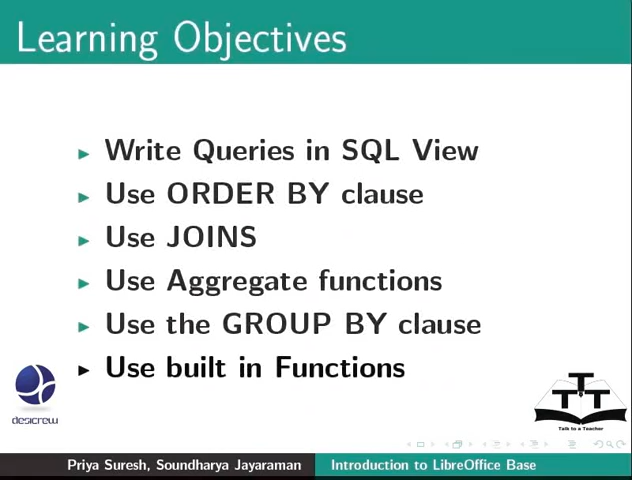 Learning Objectives
Write Queries in SQL View
Use ORDER BY clause
Use JOINS
Use Aggregate functions
Use the GROUP BY clause
Use built in Functions
desicrew
TTT
Talk to a Teacher
Priya Suresh, Soundharya Jayaraman Introduction to LibreOffice Base